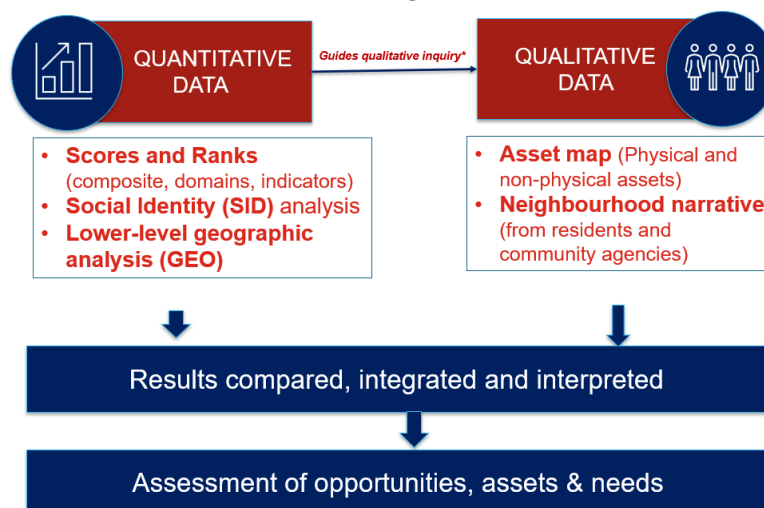 QUANTITATIVE
DATA
Guides qualitative inquiry*
QUALITATIVE
DATA
• Scores and Ranks
(composite, domains, indicators)
• Social Identity (SID) analysis
• Lower-level geographic
analysis (GEO)
• Asset map (Physical and
non-physical assets)
• Neighbourhood narrative
(from residents and
community agencies)
Results compared, integrated and interpreted
Assessment of opportunities, assets & needs